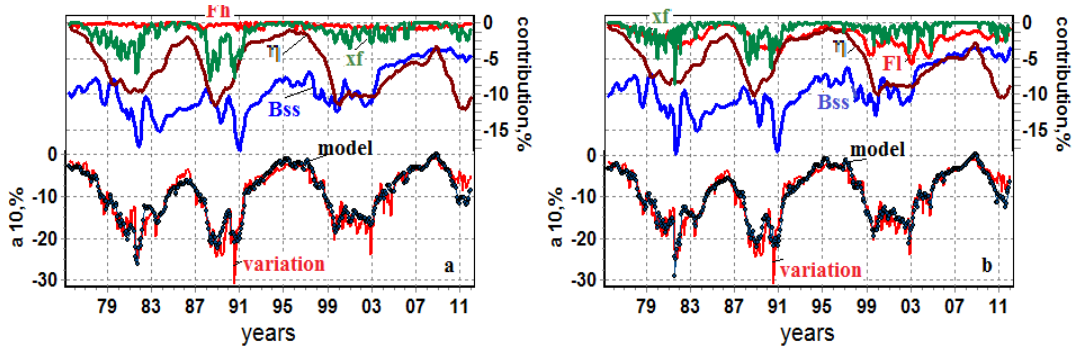 Fh
0
-5
-10
-15
contribution,%
η
xf
Bss
0
-10
-20
-30
a 10,%
model
variation
a
79 83 87 91 95 99 03 07 11
years
xf
0
-5
-10
-15
contribution,%
η
Fl
Bss
0
-10
-20
-30
a 10,%
model
variation
b
79 83 87 91 95 99 03 07 11
years